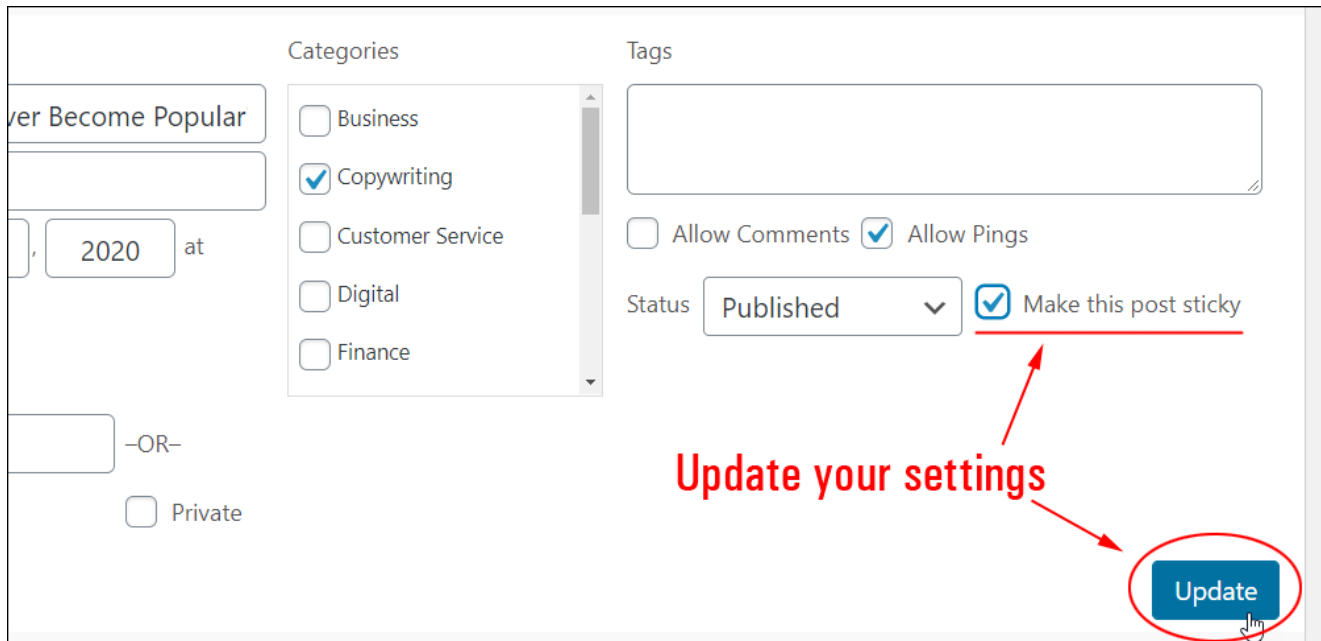 Categories
Tags
ver Become Popular
Business
Copywriting
Customer Service
Digital
Finance
Allow Comments
Allow Pings
, 2020 at
Status
Published
Make this post sticky
–OR–
Private
Update your settings
Update